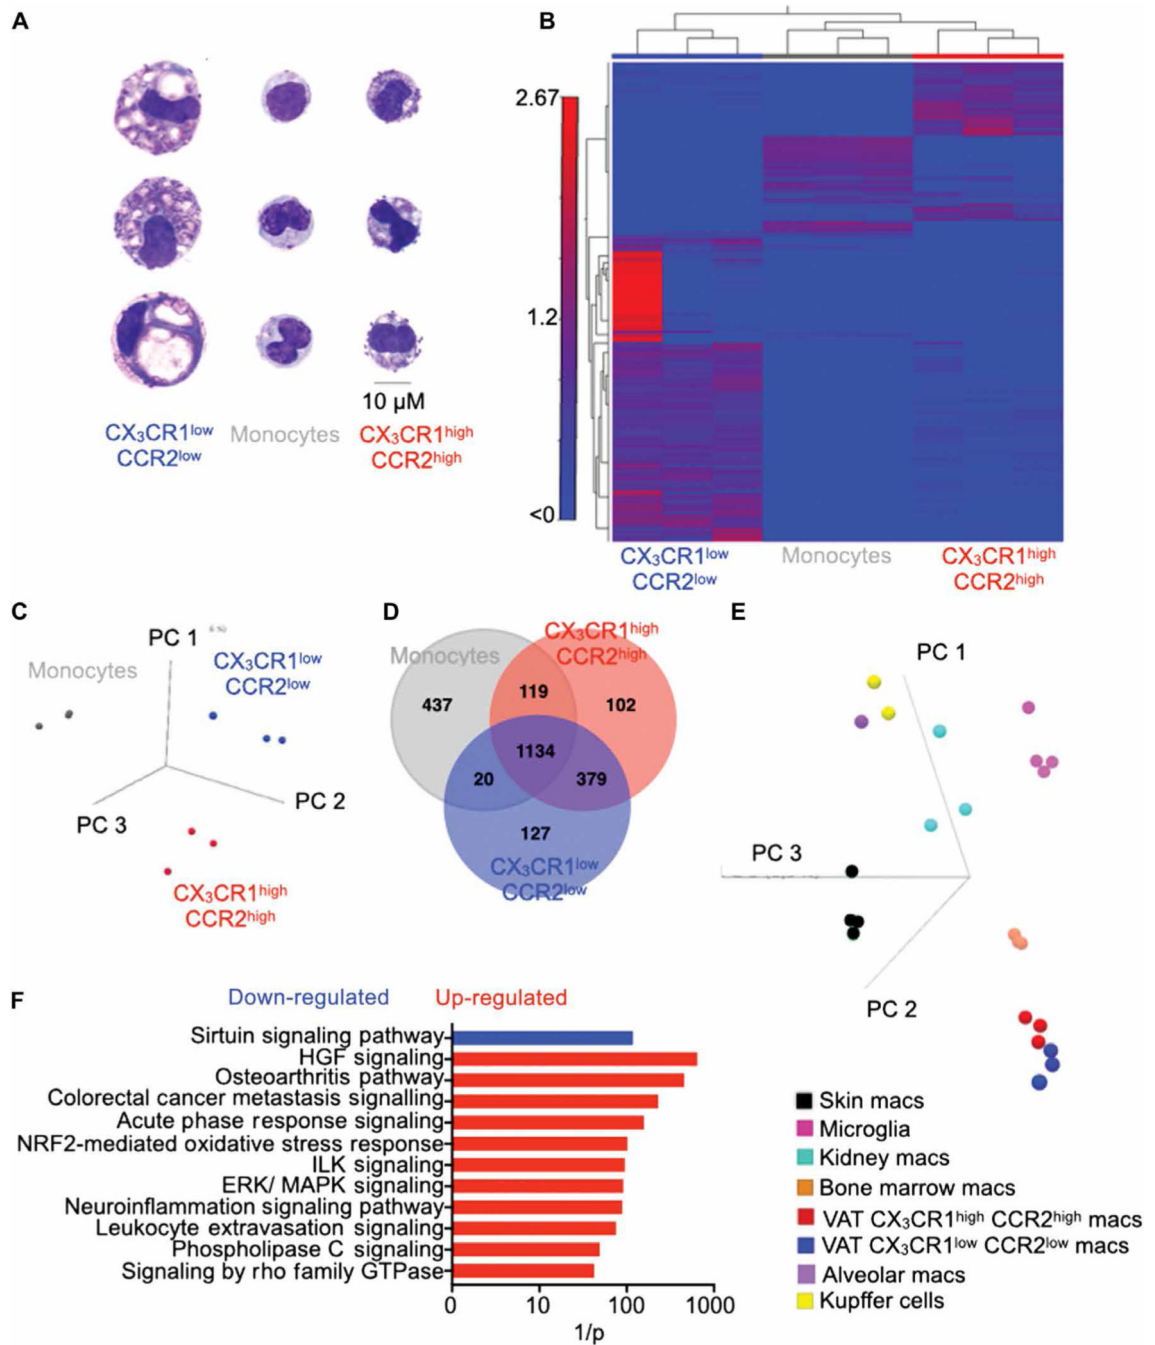 A
10 µM
CX₃CR1low
CCR2low
Monocytes
CX₃CR1high
CCR2high
B
2.67
1.2
<0
CX₃CR1low
CCR2low
Monocytes
CX₃CR1high
CCR2high
C
PC 1
Monocytes
CX₃CR1low
CCR2low
PC 2
PC 3
CX₃CR1high
CCR2high
D
CX₃CR1high
CCR2high
Monocytes
437
119
102
1134
20
379
127
CX₃CR1low
CCR2low
E
PC 1
PC 3
PC 2
Skin macs
Microglia
Kidney macs
Bone marrow macs
VAT CX₃CR1high CCR2high macs
VAT CX₃CR1low CCR2low macs
Alveolar macs
Kupffer cells
F
Down-regulated
Up-regulated
Sirtuin signaling pathway
HGF signaling
Osteoarthritis pathway
Colorectal cancer metastasis signalling
Acute phase response signaling
NRF2-mediated oxidative stress response
ILK signaling
ERK/ MAPK signaling
Neuroinflammation signaling pathway
Leukocyte extravasation signaling
Phospholipase C signaling
Signaling by rho family GTPase
0 10 100 1000
1/p